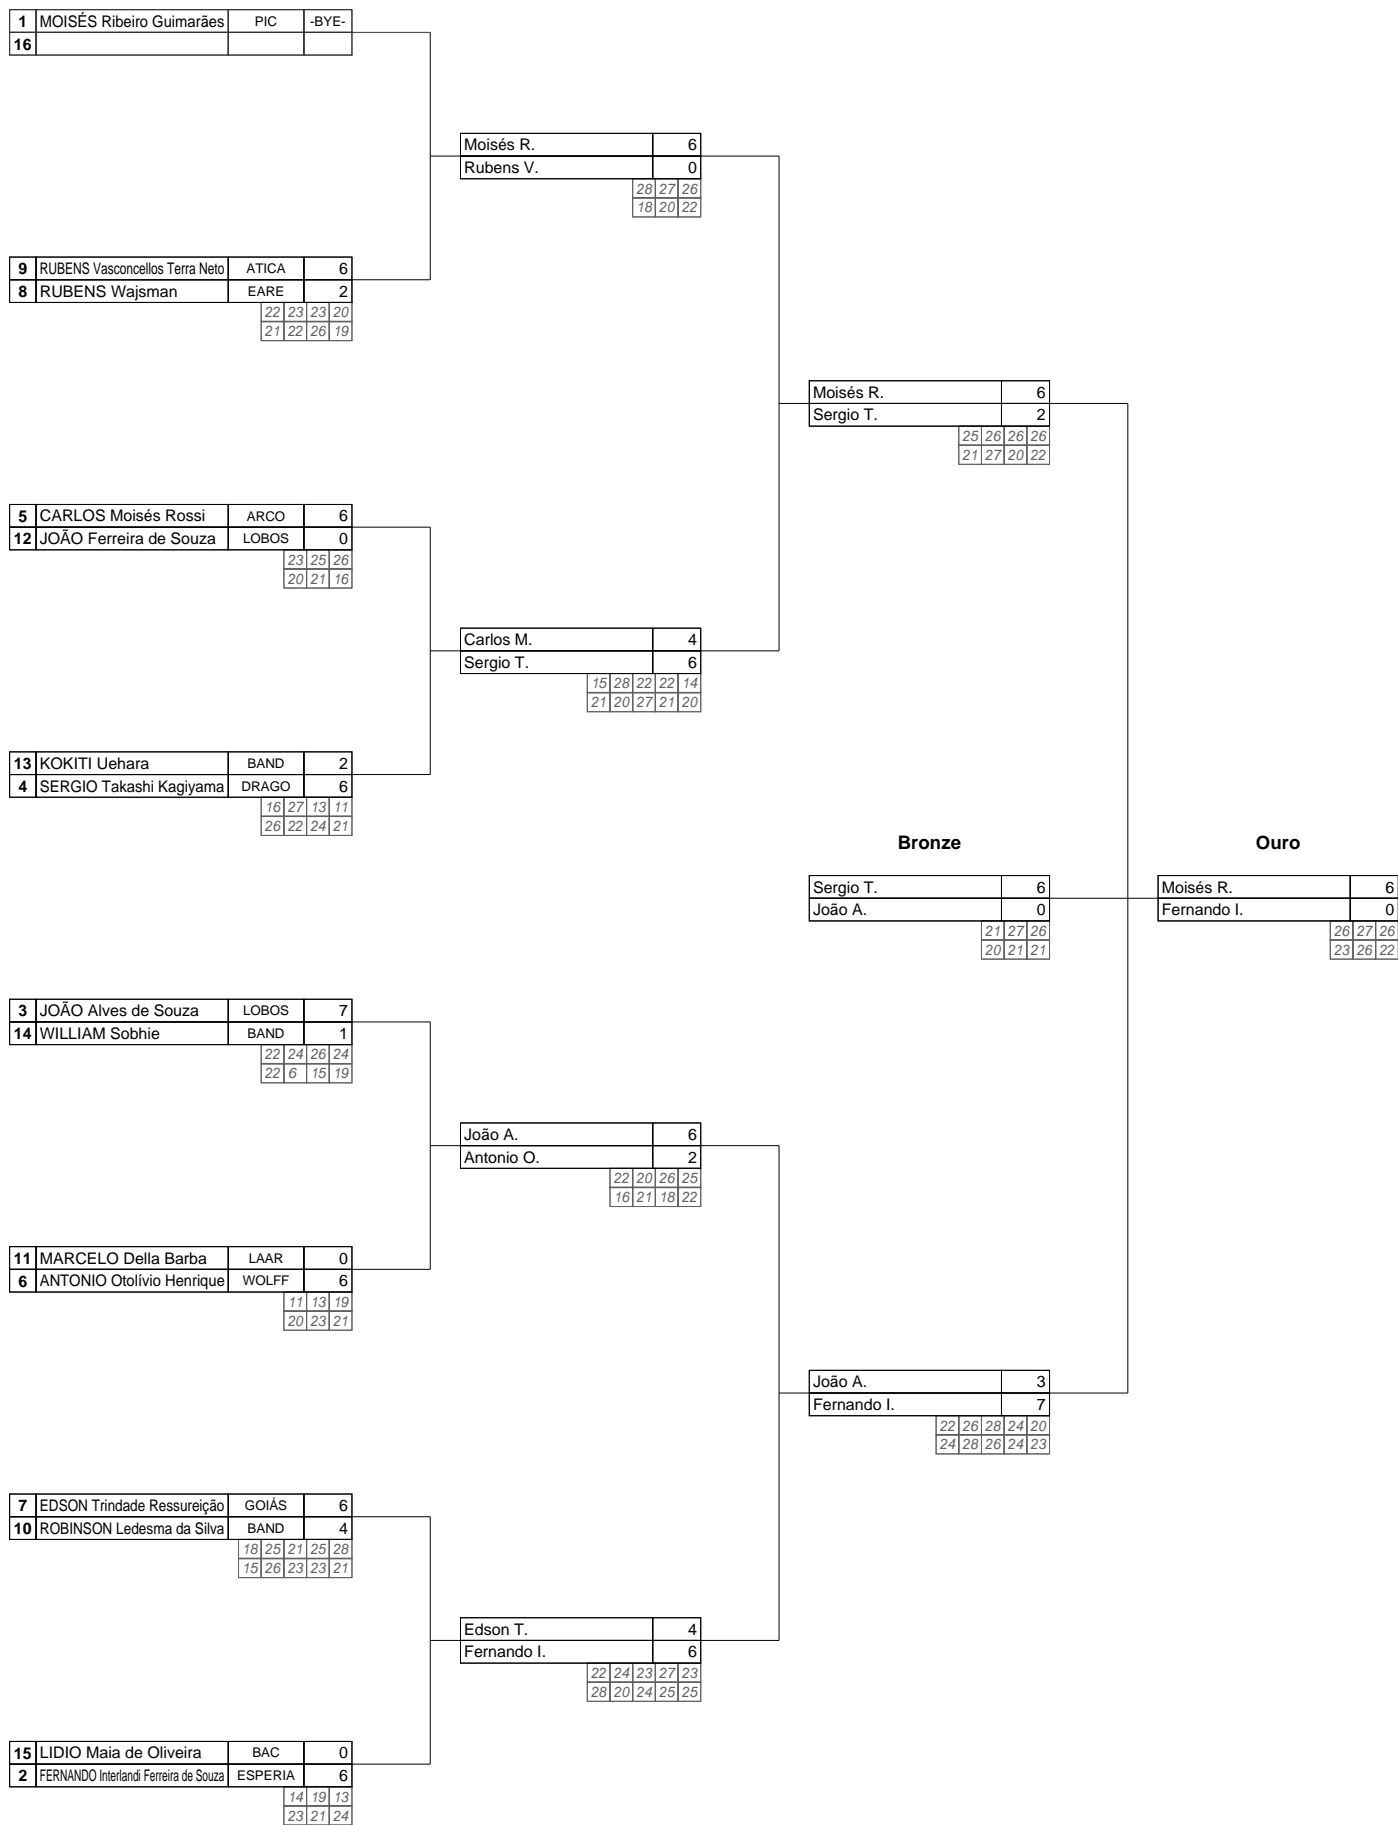 1 MOISÉS Ribeiro Guimarães PIC -BYE-
16
Moisés R. 6
Rubens V. 0
28 27 26
18 20 22
9 RUBENS Vasconcellos Terra Neto ATICA 6
8 RUBENS Wajsman EARE 2
22 23 23 20
21 22 26 19
Moisés R. 6
Sergio T. 2
25 26 26 26
21 27 20 22
5 CARLOS Moisés Rossi ARCO 6
12 JOÃO Ferreira de Souza LOBOS 0
23 25 26
20 21 16
Carlos M. 4
Sergio T. 6
15 28 22 22 14
21 20 27 21 20
13 KOKITI Uehara BAND 2
4 SERGIO Takashi Kagiyama DRAGO 6
16 27 13 11
26 22 24 21
Bronze Ouro
Sergio T. 6 Moisés R. 6
João A. 0 Fernando I. 0
21 27 26 26 27 26
20 21 21 23 26 22
3 JOÃO Alves de Souza LOBOS 7
14 WILLIAM Sobhie BAND 1
22 24 26 24
22 6 15 19
João A. 6
Antonio O. 2
22 20 26 25
16 21 18 22
11 MARCELO Della Barba LAAR 0
6 ANTONIO Otolívio Henrique WOLFF 6
11 13 19
20 23 21
João A. 3
Fernando I. 7
22 26 28 24 20
24 28 26 24 23
7 EDSON Trindade Ressureição GOIÁS 6
10 ROBINSON Ledesma da Silva BAND 4
18 25 21 25 28
15 26 23 23 21
Edson T. 4
Fernando I. 6
22 24 23 27 23
28 20 24 25 25
15 LIDIO Maia de Oliveira BAC 0
2 FERNANDO Interlandi Ferreira de Souza ESPERIA 6
14 19 13
23 21 24